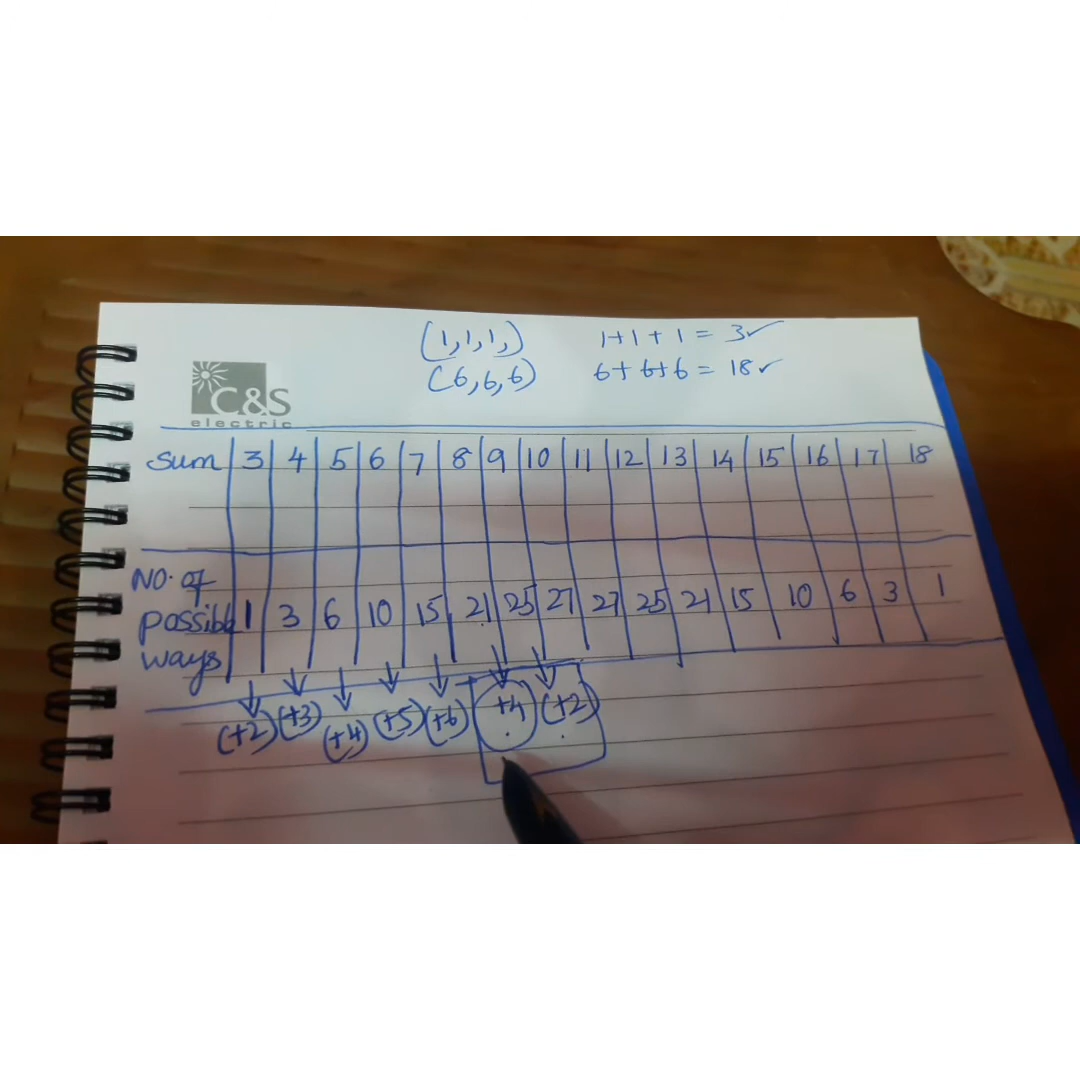 (1,1,1,) 1+1+1 = 3✓
(6,6,6) 6+6+6 = 18✓
C&S
electric
Sum 3 4 5 6 7 8 9 10 11 12 13 14 15 16 17 18
NO. of
possible
ways
1 3 6 10 15 21 25 27 27 25 21 15 10 6 3 1
(+2) (+3) (+4) (+5) (+6) +4 (+2)